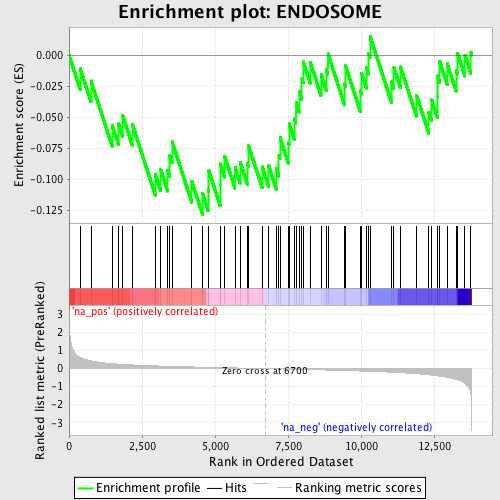 Enrichment plot: ENDOSOME
Enrichment score (ES)
0.000
-0.025
-0.050
-0.075
-0.100
-0.125
'na_pos' (positively correlated)
Ranked list metric (PreRanked)
3
2
1
0
-1
-2
-3
Zero cross at 6700
'na_neg' (negatively correlated)
0
2,500
5,000
7,500
10,000
12,500
Rank in Ordered Dataset
Enrichment profile
Hits
Ranking metric scores